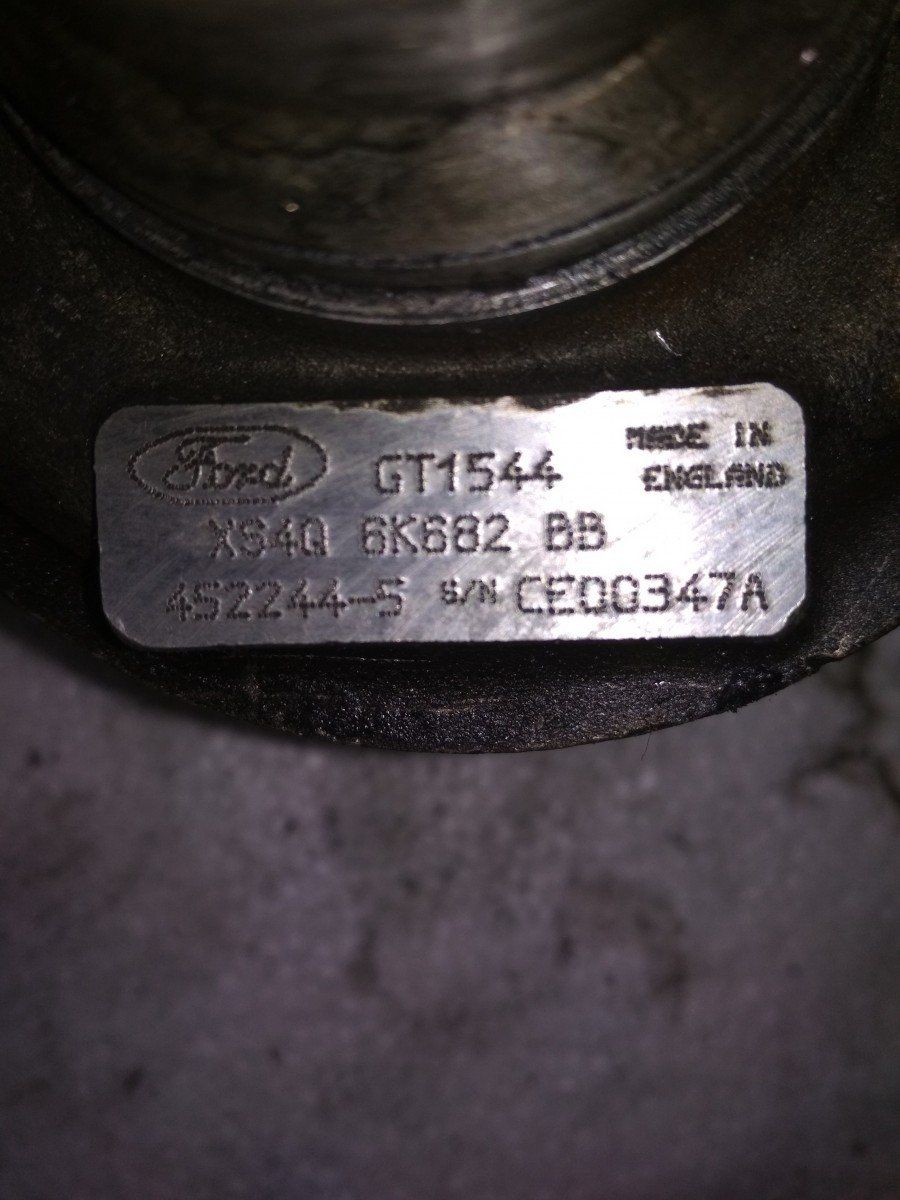 Ford GT1544 MADE IN
ENGLAND
XS4Q 6K682 BB
452244-5 S/N CE00347A